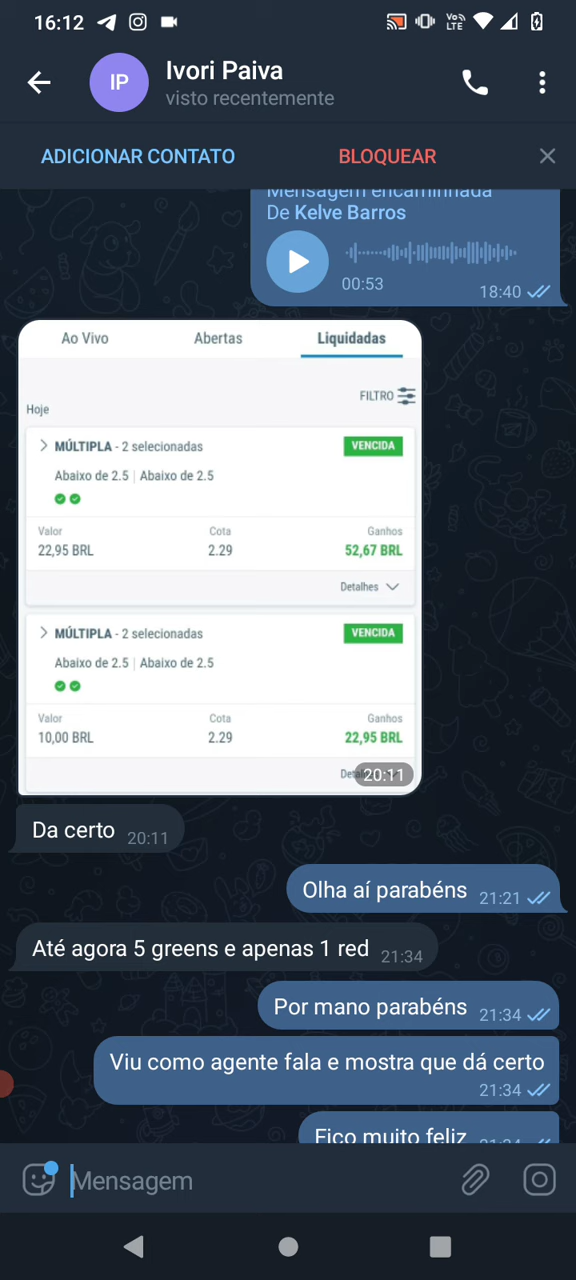 16:12
Vo)) LTE
IP
Ivori Paiva
visto recentemente
ADICIONAR CONTATO
BLOQUEAR
Mensagem encaminhada
De Kelve Barros
00:53
18:40
Ao Vivo Abertas Liquidadas
FILTRO
Hoje
MÚLTIPLA - 2 selecionadas VENCIDA
Abaixo de 2.5 | Abaixo de 2.5
Valor Cota Ganhos
22,95 BRL 2.29 52,67 BRL
Detalhes
MÚLTIPLA - 2 selecionadas VENCIDA
Abaixo de 2.5 | Abaixo de 2.5
Valor Cota Ganhos
10,00 BRL 2.29 22,95 BRL
20:11
Da certo 20:11
Olha aí parabéns 21:21
Até agora 5 greens e apenas 1 red 21:34
Por mano parabéns 21:34
Viu como agente fala e mostra que dá certo
21:34
Fico muito feliz 21:34
Mensagem